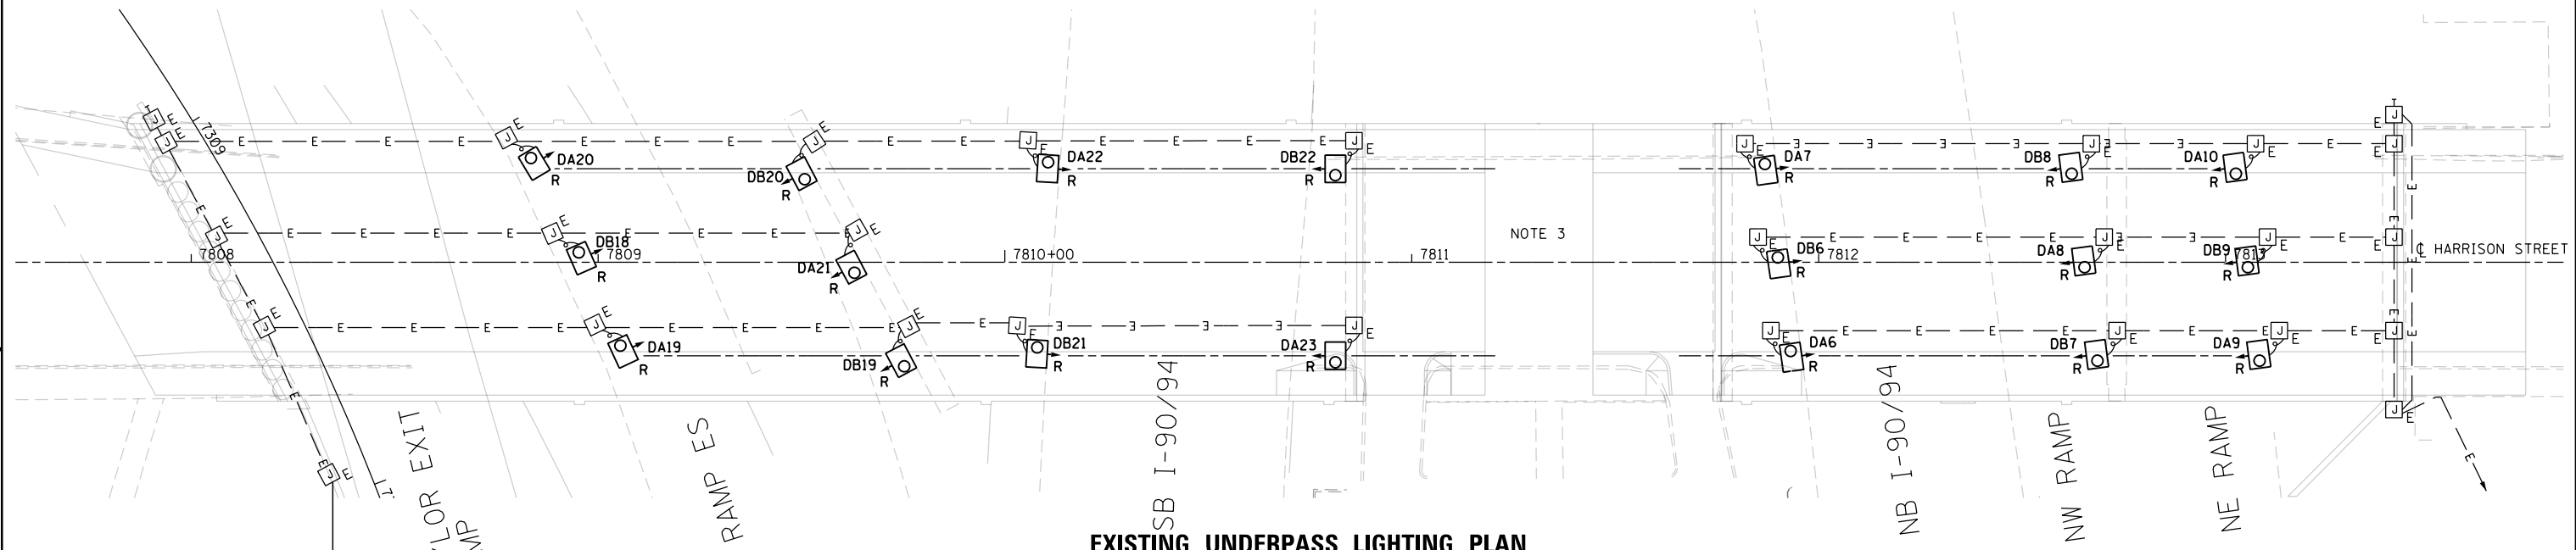 7309
DA20
R
DB20
R
DA22
R
DB22
R
DA7
R
DB8
R
DA10
R
7808
DB18
7809
R
DA21
R
7810+00
7811
NOTE 3
DB6
R
7812
DA8
R
DB9
R
7813
℄ HARRISON STREET
DA19
R
DB19
R
DB21
R
DA23
R
DA6
R
DB7
R
DA9
R
EXIT
RAMP ES
SB I-90/94
NB I-90/94
NW RAMP
NE RAMP
EXISTING UNDERPASS LIGHTING PLAN